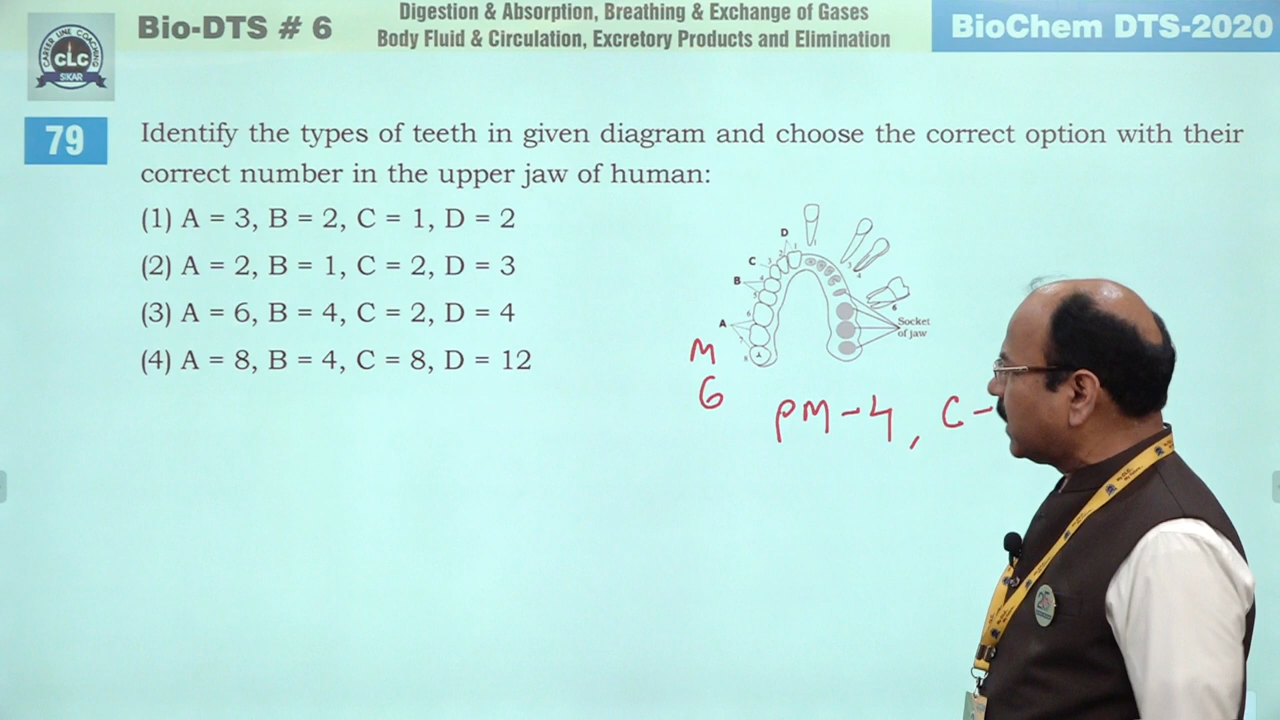 CAREER LINE COACHING
CLC
SIKAR
Bio-DTS # 6
Digestion & Absorption, Breathing & Exchange of Gases
Body Fluid & Circulation, Excretory Products and Elimination
BioChem DTS-2020
79
Identify the types of teeth in given diagram and choose the correct option with their
correct number in the upper jaw of human:
(1) A = 3, B = 2, C = 1, D = 2
(2) A = 2, B = 1, C = 2, D = 3
(3) A = 6, B = 4, C = 2, D = 4
(4) A = 8, B = 4, C = 8, D = 12
D
C
B
A
Socket
of jaw
M
6
PM-4, C-